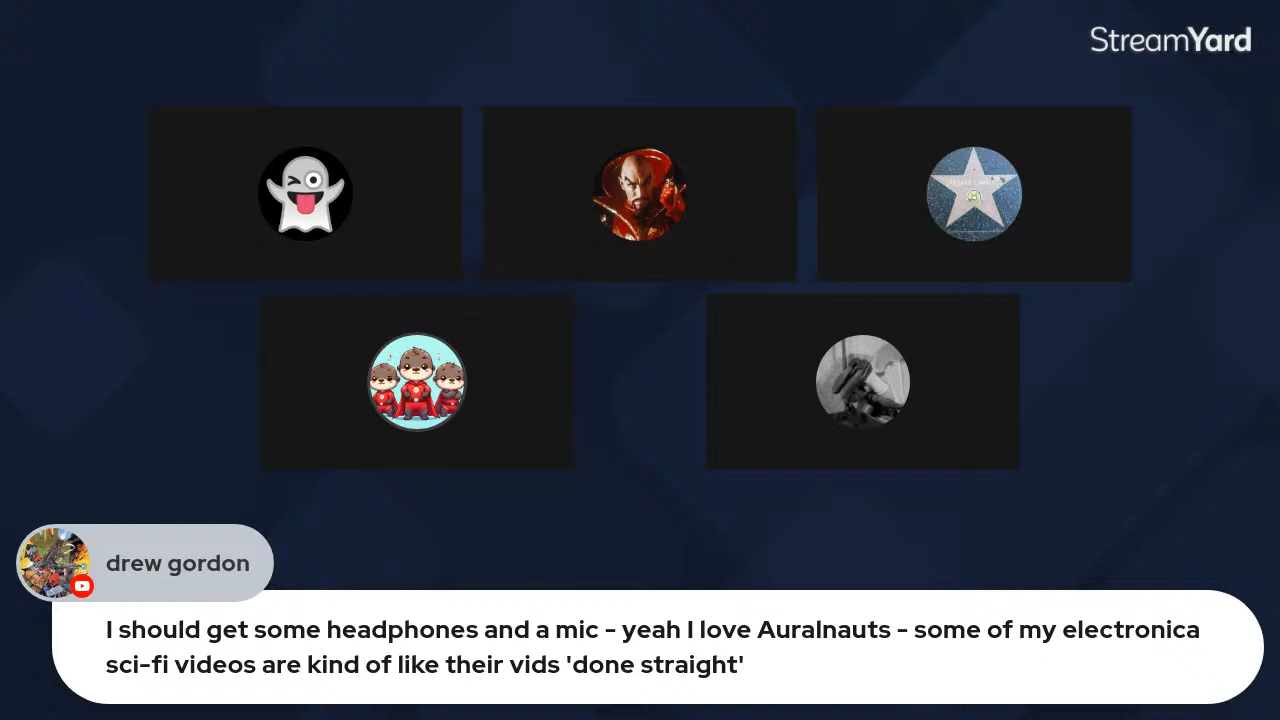 StreamYard
drew gordon
I should get some headphones and a mic - yeah I love Auralnauts - some of my electronica
sci-fi videos are kind of like their vids 'done straight'